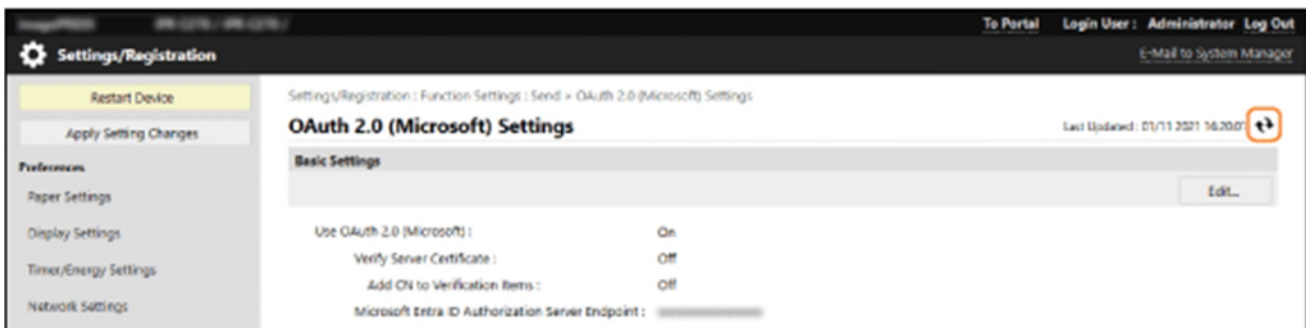 To Portal Login User : Administrator Log Out
Settings/Registration E-Mail to System Manager
Restart Device
Apply Setting Changes
Preferences
Paper Settings
Display Settings
Timer/Energy Settings
Network Settings
Settings/Registration : Function Settings : Send > OAuth 2.0 (Microsoft) Settings
OAuth 2.0 (Microsoft) Settings
Last Updated : 01/11 2021 16:20:07
Basic Settings
Edit...
Use OAuth 2.0 (Microsoft) : On
Verify Server Certificate : Off
Add CN to Verification Items : Off
Microsoft Entra ID Authorization Server Endpoint :